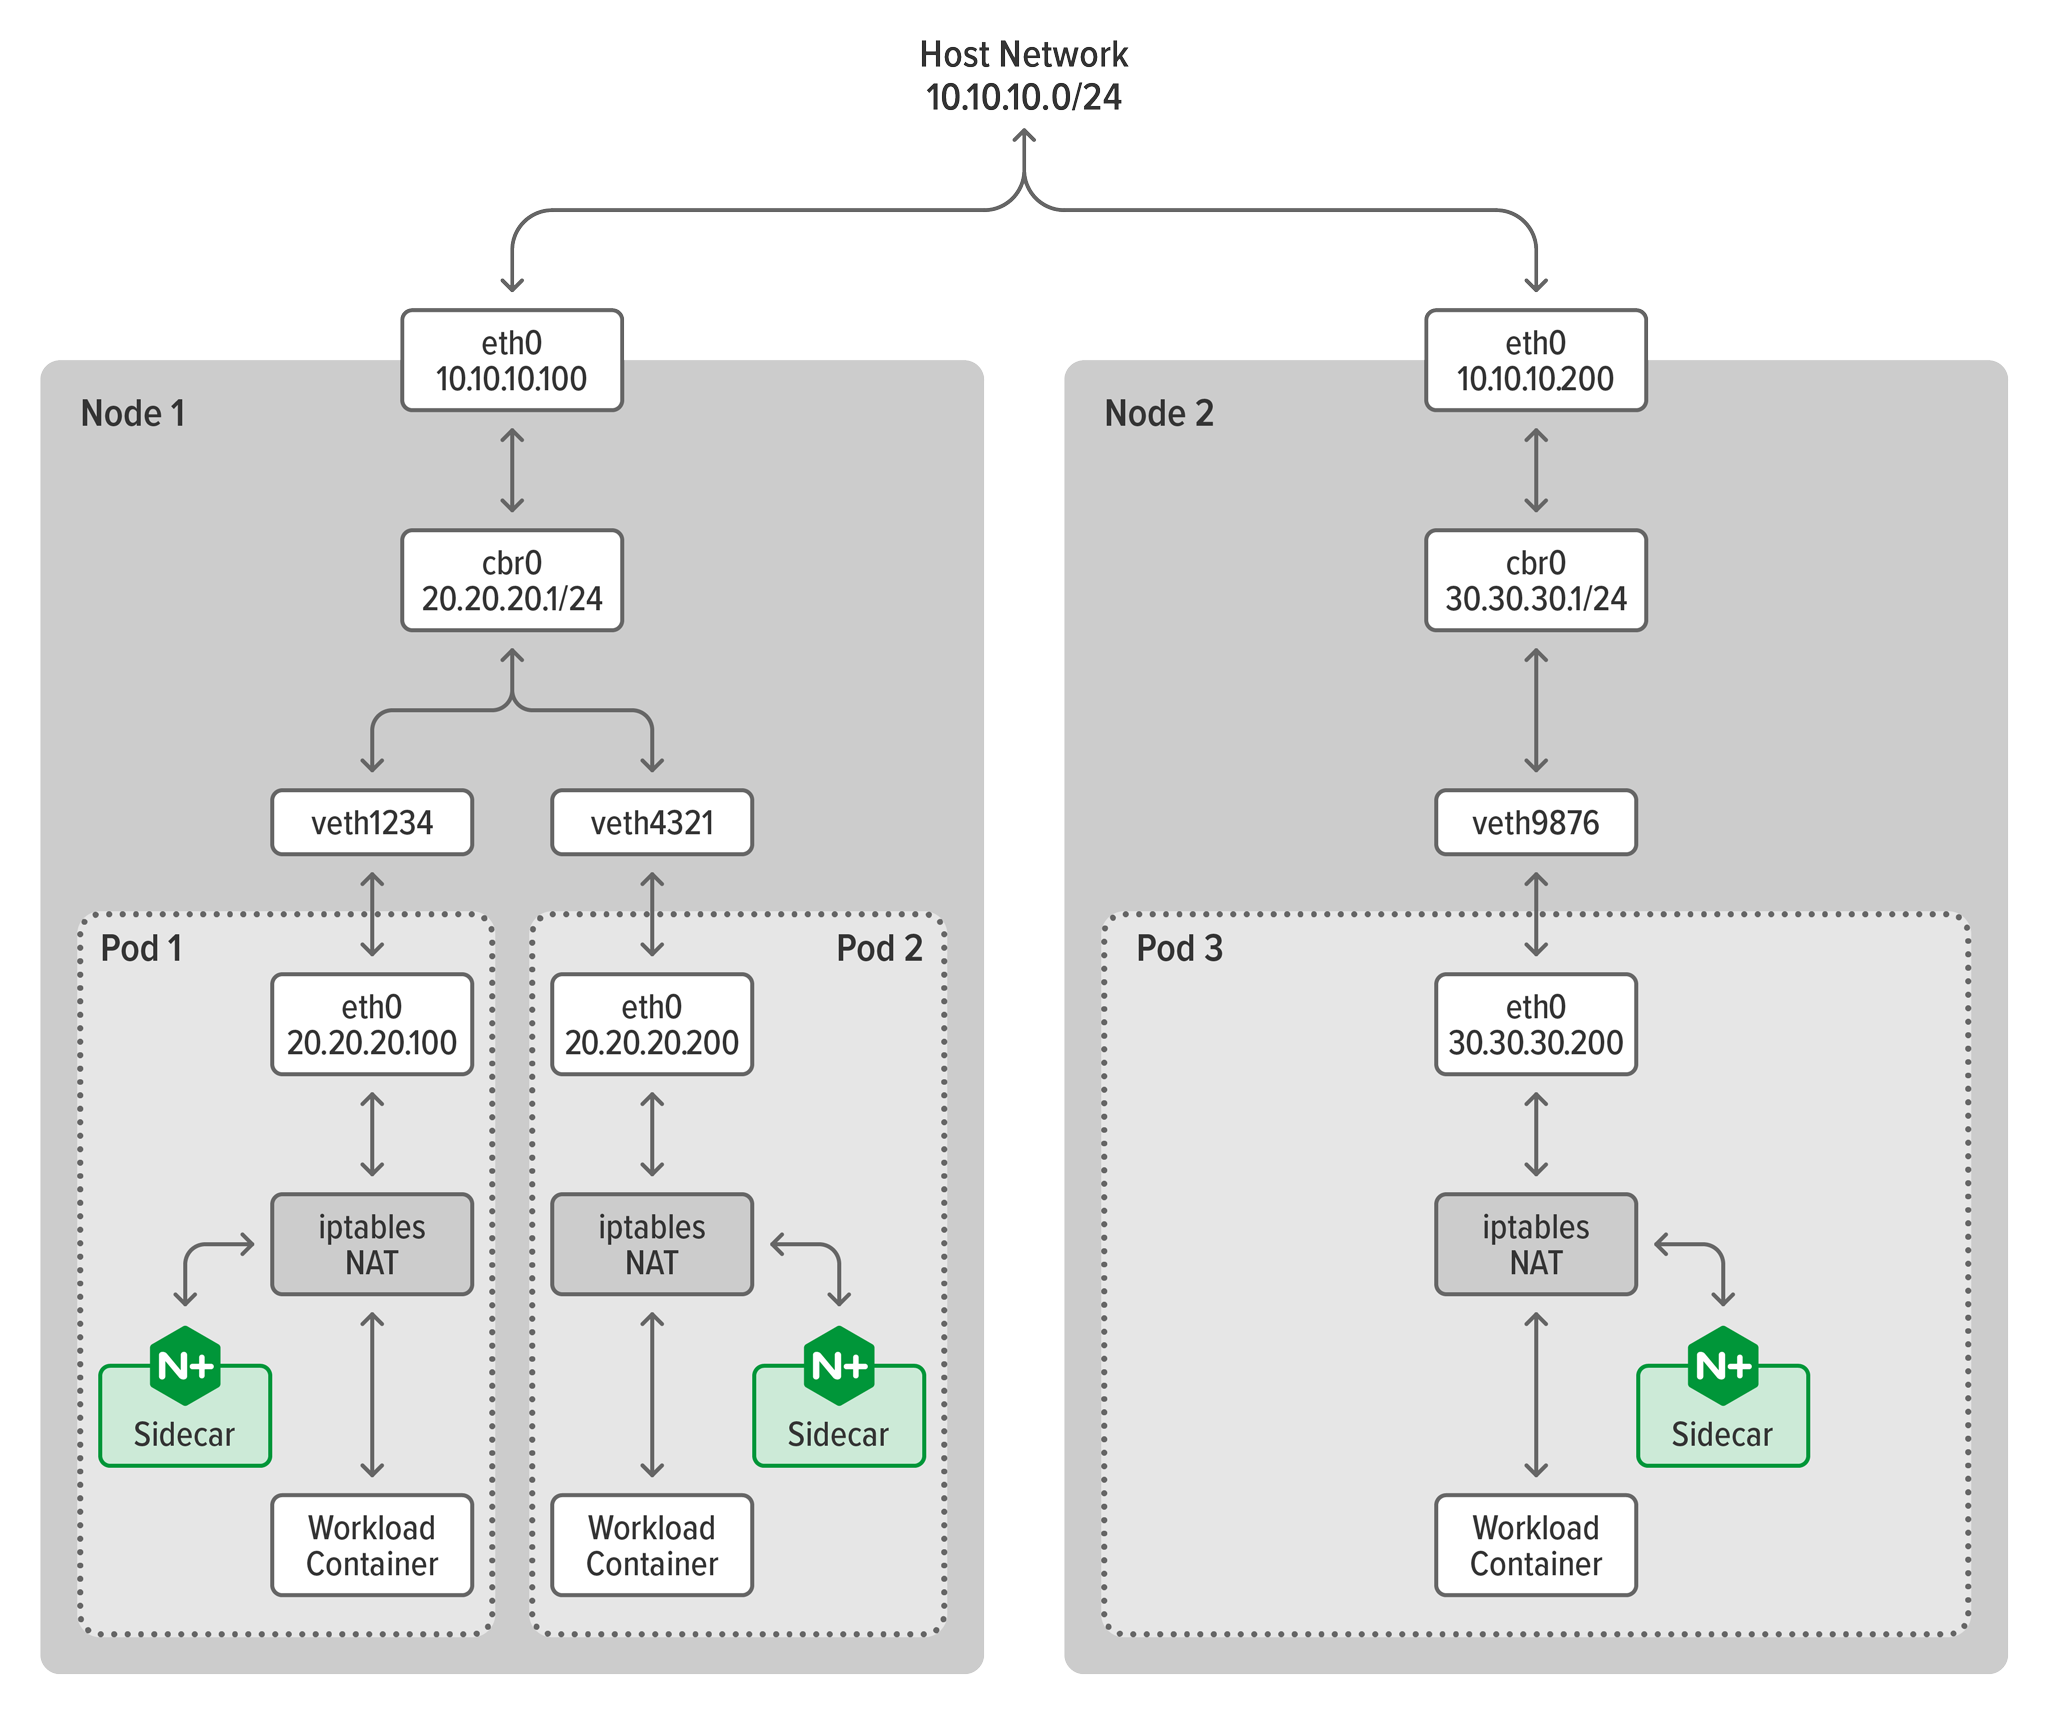 Host Network
10.10.10.0/24
Node 1
eth0
10.10.10.100
cbr0
20.20.20.1/24
veth1234
veth4321
Pod 1
eth0
20.20.20.100
iptables
NAT
N+
Sidecar
Workload
Container
Pod 2
eth0
20.20.20.200
iptables
NAT
N+
Sidecar
Workload
Container
Node 2
eth0
10.10.10.200
cbr0
30.30.30.1/24
veth9876
Pod 3
eth0
30.30.30.200
iptables
NAT
N+
Sidecar
Workload
Container